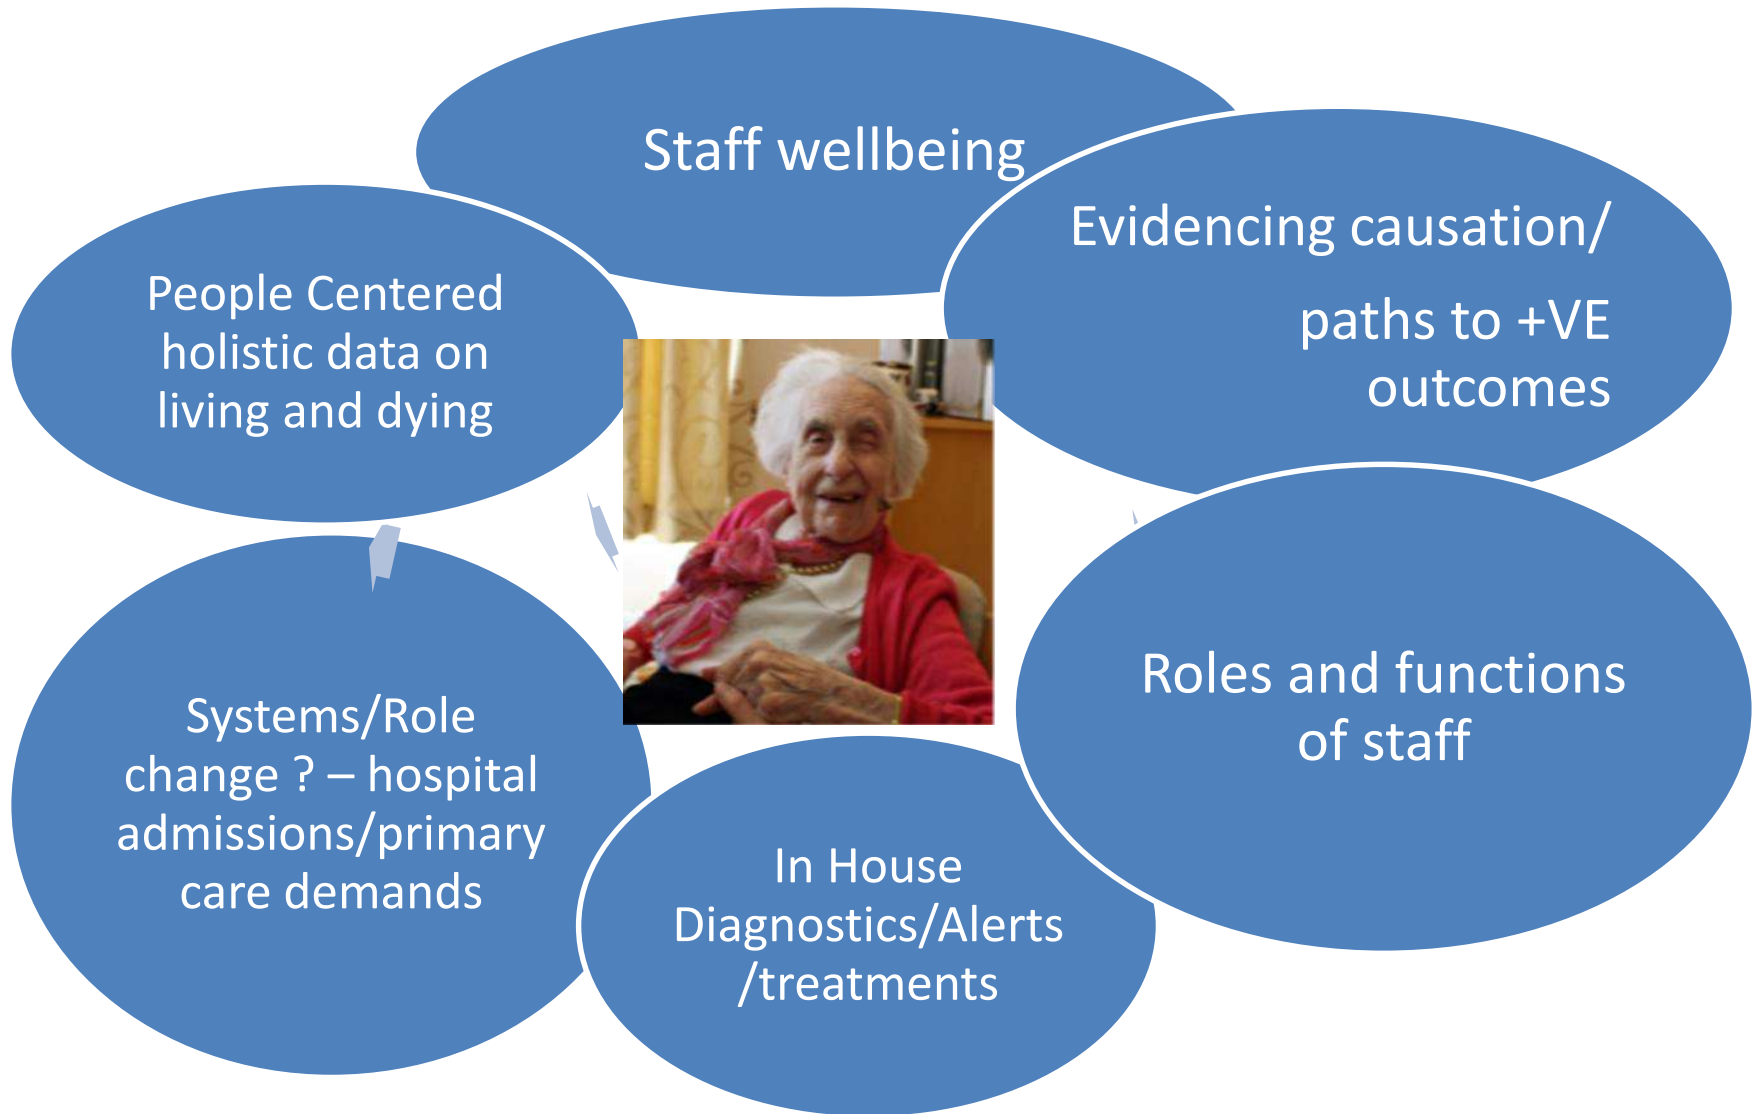 Staff wellbeing
Evidencing causation/
paths to +VE
outcomes
People Centered
holistic data on
living and dying
Roles and functions
of staff
Systems/Role
change ? – hospital
admissions/primary
care demands
In House
Diagnostics/Alerts
/treatments